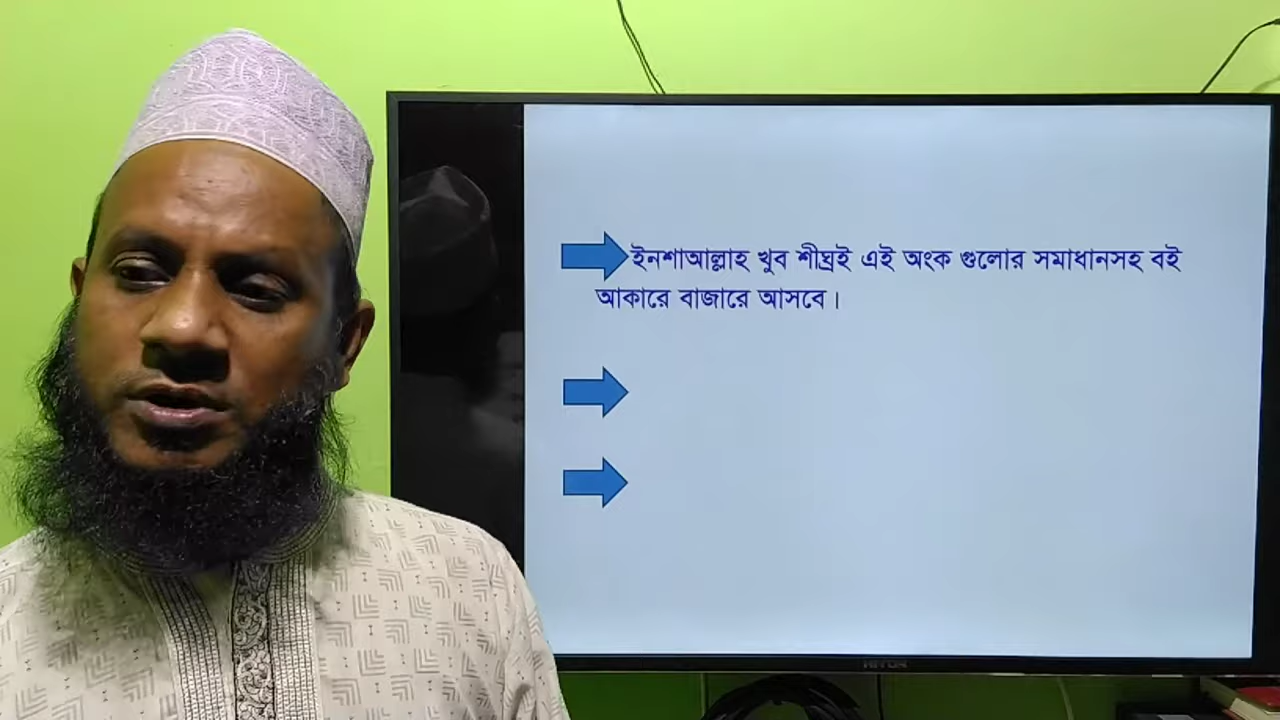 ইনশাআল্লাহ খুব শীঘ্রই এই অংক গুলোর সমাধানসহ বই
আকারে বাজারে আসবে।